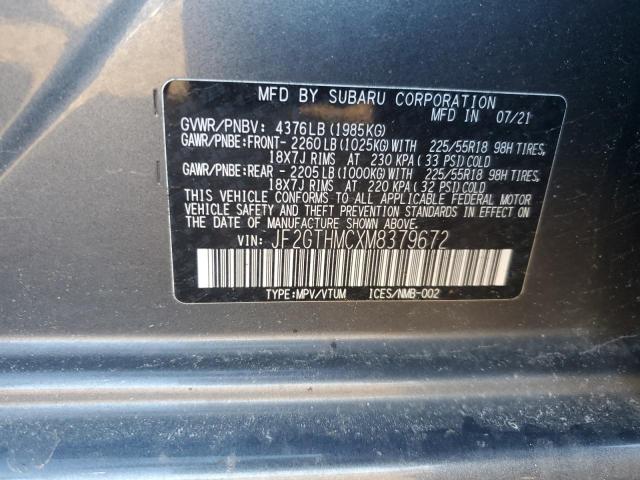 MFD BY SUBARU CORPORATION
MFD IN 07/21
GVWR/PNBV: 4376LB(1985KG)
GAWR/PNBE:FRONT- 2260LB(1025KG)WITH 225/55R18 98H TIRES,
18X7J RIMS AT 230 KPA(33 PSI)COLD
GAWR/PNBE:REAR - 2205LB(1000KG)WITH 225/55R18 98H TIRES,
18X7J RIMS AT 220 KPA(32 PSI)COLD
THIS VEHICLE CONFORMS TO ALL APPLICABLE FEDERAL MOTOR
VEHICLE SAFETY AND THEFT PREVENTION STANDARDS IN EFFECT
ON THE DATE OF MANUFACTURE SHOWN ABOVE.
VIN: JF2GTHMCXM8379672
TYPE:MPV/VTUM ICES/NMB-002